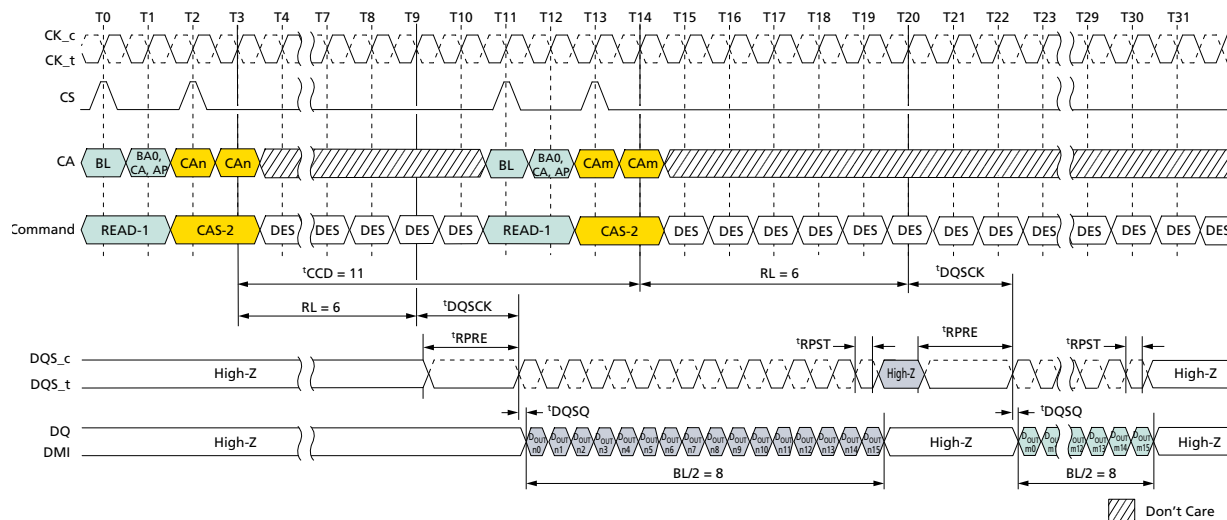 T0 T1 T2 T3 T4 T7 T8 T9 T10 T11 T12 T13 T14 T15 T16 T17 T18 T19 T20 T21 T22 T23 T29 T30 T31
CK_c
CK_t
CS
CA BL BA0, CA, AP CAn CAn BL BA0, CA, AP CAm CAm
Command READ-1 CAS-2 DES DES DES DES DES READ-1 CAS-2 DES DES DES DES DES DES DES DES DES DES DES DES
tCCD = 11 RL = 6 tDQSCK
RL = 6 tDQSCK
tRPRE tRPST tRPRE tRPST
DQS_c
DQS_t
High-Z High-Z High-Z
tDQSQ tDQSQ
DQ
DMI
High-Z DOUT n0 DOUT n1 DOUT n2 DOUT n3 DOUT n4 DOUT n5 DOUT n6 DOUT n7 DOUT n8 DOUT n9 DOUT n10 DOUT n11 DOUT n12 DOUT n13 DOUT n14 DOUT n15 High-Z DOUT m0 DOUT m12 DOUT m13 DOUT m14 DOUT m15 High-Z
BL/2 = 8 BL/2 = 8
Don't Care